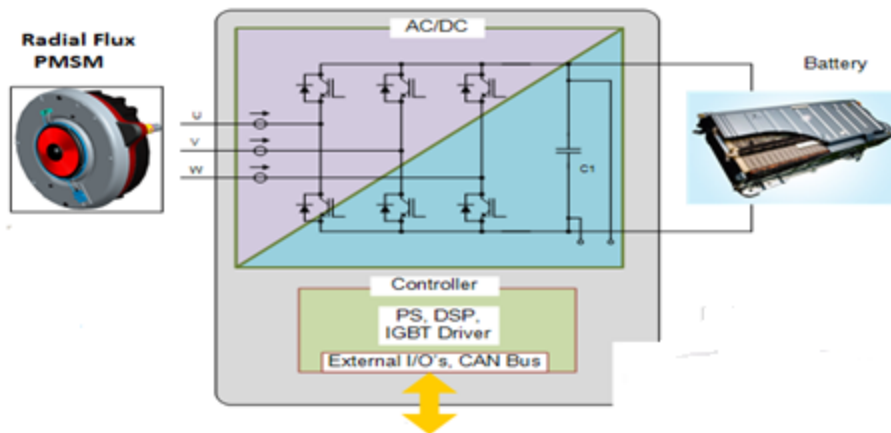 AC/DC
Radial Flux
PMSM
Battery
U
V
W
C1
Controller
PS, DSP,
IGBT Driver
External I/O's, CAN Bus